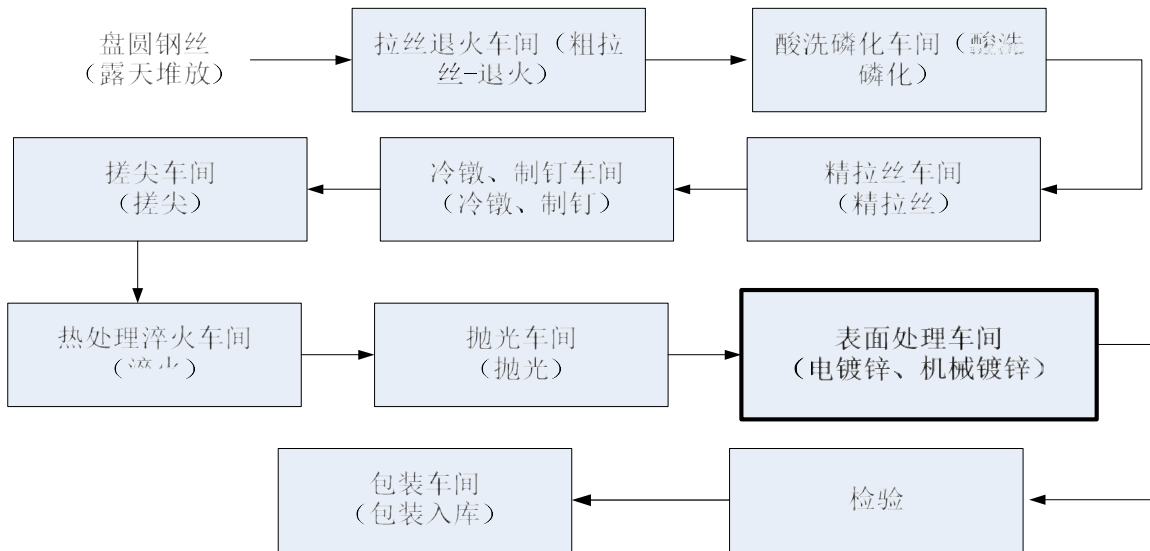 盘圆钢丝
（露天堆放）
拉丝退火车间（粗拉
丝-退火）
酸洗磷化车间（酸洗
磷化）
精拉丝车间
（精拉丝）
冷镦、制钉车间
（冷镦、制钉）
搓尖车间
（搓尖）
热处理淬火车间
（淬火）
抛光车间
（抛光）
表面处理车间
（电镀锌、机械镀锌）
检验
包装车间
（包装入库）